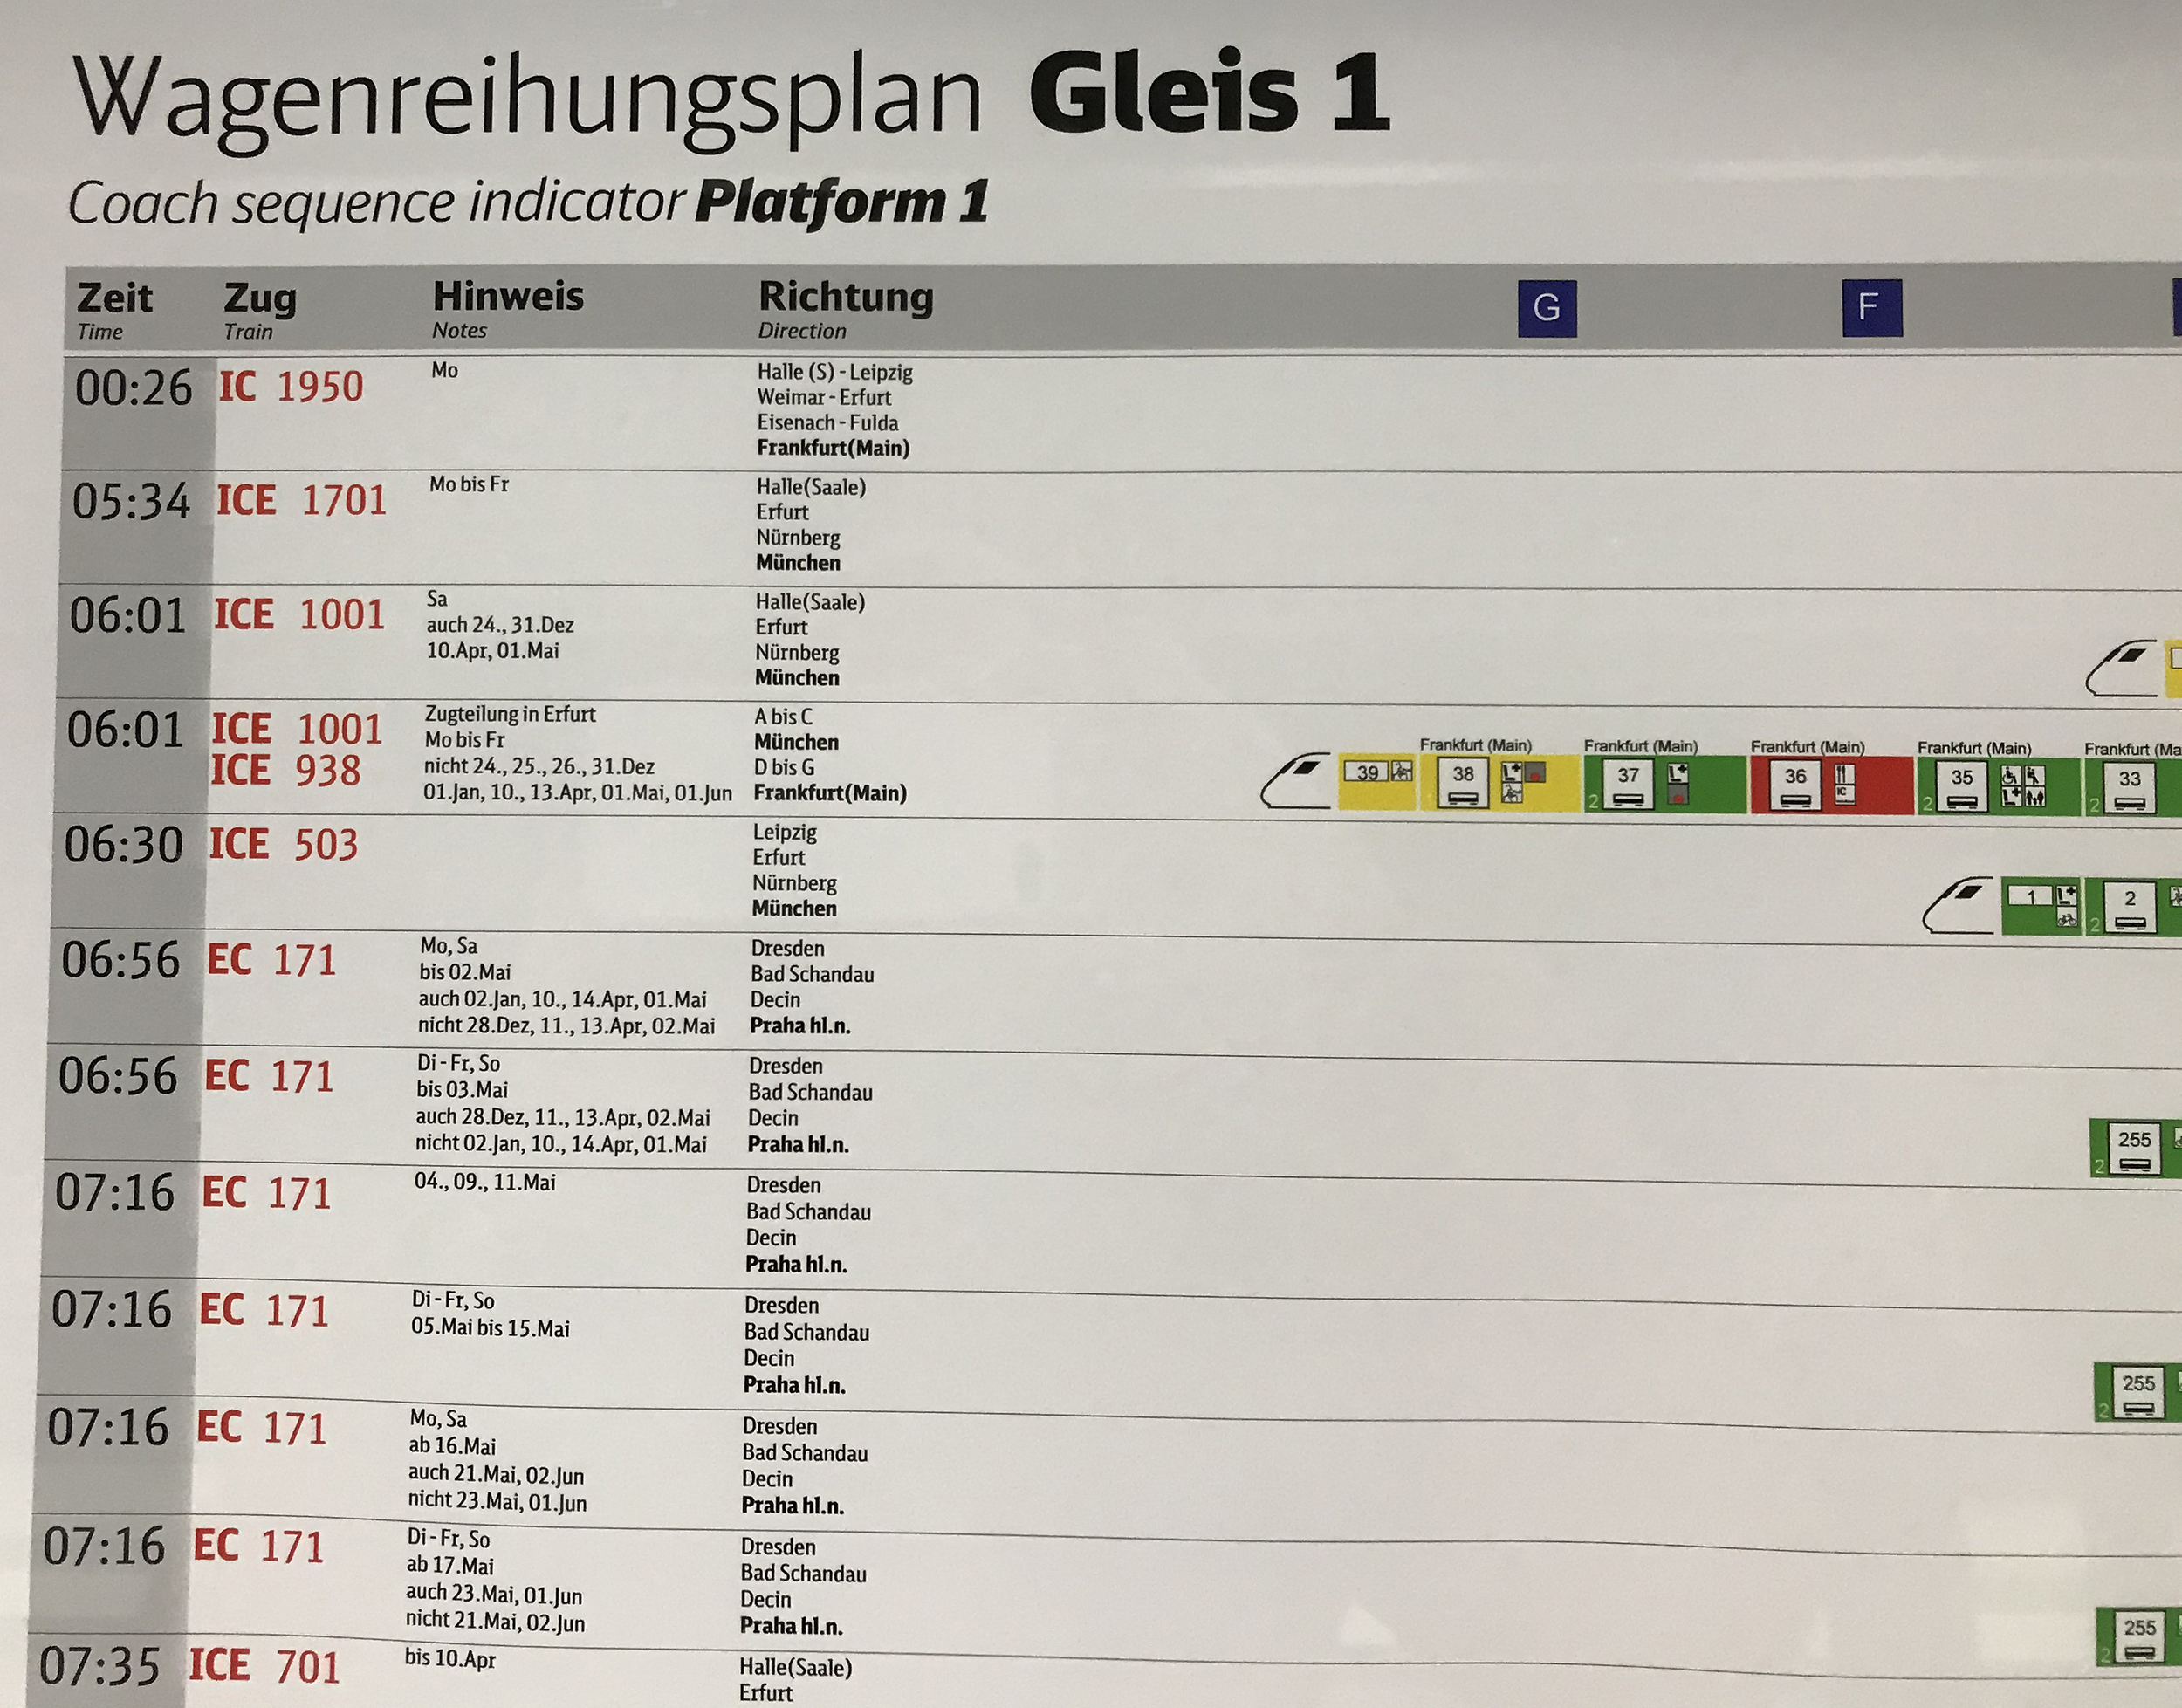 Wagenreihungsplan Gleis 1
Coach sequence indicator Platform 1
Zeit Zug Hinweis Richtung G F
Time Train Notes Direction
00:26 IC 1950 Mo Halle (S) - Leipzig
Weimar - Erfurt
Eisenach - Fulda
Frankfurt(Main)
05:34 ICE 1701 Mo bis Fr Halle(Saale)
Erfurt
Nürnberg
München
06:01 ICE 1001 Sa Halle(Saale)
auch 24., 31.Dez Erfurt
10.Apr, 01.Mai Nürnberg
München
06:01 ICE 1001 Zugteilung in Erfurt A bis C
Mo bis Fr München Frankfurt (Main) Frankfurt (Main) Frankfurt (Main) Frankfurt (Main) Frankfurt (Ma
ICE 938 nicht 24., 25., 26., 31.Dez D bis G 39 38 37 36 35 33
01.Jan, 10., 13.Apr, 01.Mai, 01.Jun Frankfurt(Main) 2 IC 2 2
06:30 ICE 503 Leipzig
Erfurt
Nürnberg 1 2
München 2
06:56 EC 171 Mo, Sa Dresden
bis 02.Mai Bad Schandau
auch 02.Jan, 10., 14.Apr, 01.Mai Decin
nicht 28.Dez, 11., 13.Apr, 02.Mai Praha hl.n.
06:56 EC 171 Di - Fr, So Dresden
bis 03.Mai Bad Schandau
auch 28.Dez, 11., 13.Apr, 02.Mai Decin
nicht 02.Jan, 10., 14.Apr, 01.Mai Praha hl.n. 255
2
07:16 EC 171 04., 09., 11.Mai Dresden
Bad Schandau
Decin
Praha hl.n.
07:16 EC 171 Di - Fr, So Dresden
05.Mai bis 15.Mai Bad Schandau
Decin
Praha hl.n. 255
2
07:16 EC 171 Mo, Sa Dresden
ab 16.Mai Bad Schandau
auch 21.Mai, 02.Jun Decin
nicht 23.Mai, 01.Jun Praha hl.n.
07:16 EC 171 Di - Fr, So Dresden
ab 17.Mai Bad Schandau
auch 23.Mai, 01.Jun Decin
nicht 21.Mai, 02.Jun Praha hl.n. 255
2
07:35 ICE 701 bis 10.Apr Halle(Saale)
Erfurt